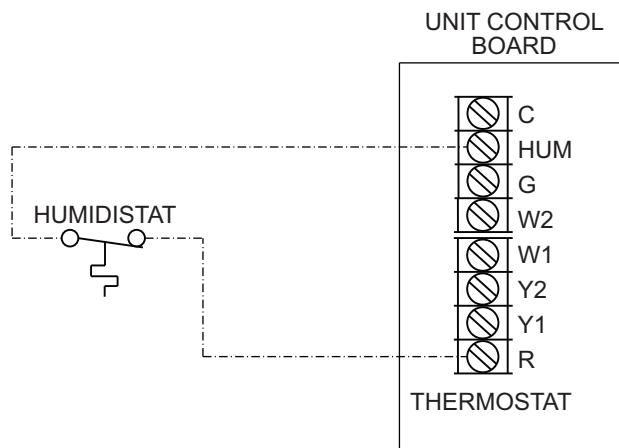 UNIT CONTROL
BOARD
C
HUM
G
HUMIDISTAT
W2
W1
Y2
Y1
R
THERMOSTAT